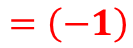 = (−1)